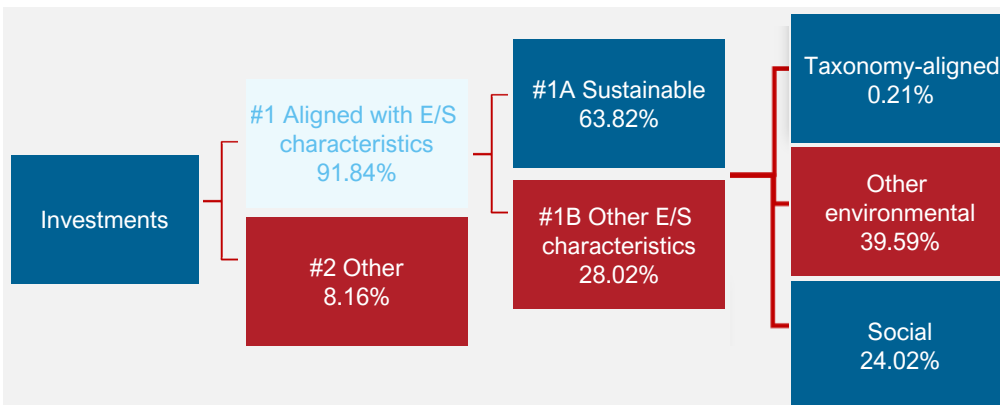 Investments
#1 Aligned with E/S
characteristics
91.84%
#2 Other
8.16%
#1A Sustainable
63.82%
#1B Other E/S
characteristics
28.02%
Taxonomy-aligned
0.21%
Other
environmental
39.59%
Social
24.02%